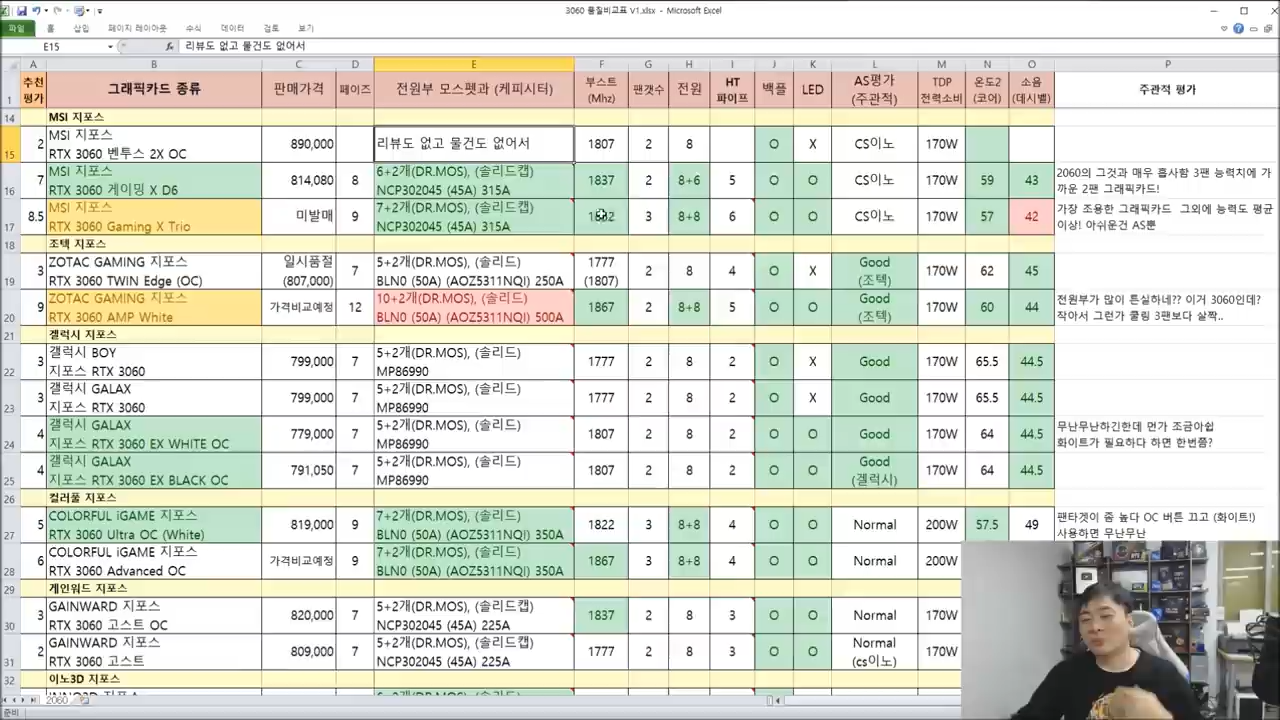 3060 품질비교표 V1.xlsx - Microsoft Excel
파일 홈 삽입 페이지 레이아웃 수식 데이터 검토 보기
E15 fx 리뷰도 없고 물건도 없어서
A B C D E F G H I J K L M N O P
1 추천 평가 그래픽카드 종류 판매가격 페이즈 전원부 모스펫과 (케피시터) 부스트 (Mhz) 팬갯수 전원 HT 파이프 백플 LED AS평가 (주관적) TDP 전력소비 온도2 (코어) 소음 (데시벨) 주관적 평가
14 MSI 지포스
15 2 MSI 지포스 RTX 3060 벤투스 2X OC 890,000 리뷰도 없고 물건도 없어서 1807 2 8 O X CS이노 170W
16 7 MSI 지포스 RTX 3060 게이밍 X D6 814,080 8 6+2개(DR.MOS), (솔리드캡) NCP302045 (45A) 315A 1837 2 8+6 5 O O CS이노 170W 59 43 2060의 그것과 매우 흡사함 3팬 능력치에 가까운 2팬 그래픽카드!
17 8.5 MSI 지포스 RTX 3060 Gaming X Trio 미발매 9 7+2개(DR.MOS), (솔리드캡) NCP302045 (45A) 315A 3 8+8 6 O O CS이노 170W 57 42 가장 조용한 그래픽카드 그외에 능력도 평균이상! 아쉬운건 AS뿐
18 조텍 지포스
19 3 ZOTAC GAMING 지포스 RTX 3060 TWIN Edge (OC) 일시품절 (807,000) 7 5+2개(DR.MOS), (솔리드) BLN0 (50A) (AOZ5311NQI) 250A 1777 (1807) 2 8 4 O X Good (조텍) 170W 62 45
20 9 ZOTAC GAMING 지포스 RTX 3060 AMP White 가격비교예정 12 10+2개(DR.MOS), (솔리드) BLN0 (50A) (AOZ5311NQI) 500A 1867 2 8+8 5 O O Good (조텍) 170W 60 44 전원부가 많이 튼실하네?? 이거 3060인데? 작아서 그런가 쿨링 3팬보다 살짝..
21 겔럭시 지포스
22 3 갤럭시 BOY 지포스 RTX 3060 799,000 7 5+2개(DR.MOS), (솔리드) MP86990 1777 2 8 2 O X Good 170W 65.5 44.5
23 3 갤럭시 GALAX 지포스 RTX 3060 799,000 7 5+2개(DR.MOS), (솔리드) MP86990 1777 2 8 2 O X Good 170W 65.5 44.5
24 4 갤럭시 GALAX 지포스 RTX 3060 EX WHITE OC 779,000 7 5+2개(DR.MOS), (솔리드) MP86990 1807 2 8 2 O O Good 170W 64 44.5 무난무난하긴한데 먼가 조금아쉽 화이트가 필요하다 하면 한번쯤?
25 4 갤럭시 GALAX 지포스 RTX 3060 EX BLACK OC 791,050 7 5+2개(DR.MOS), (솔리드) MP86990 1807 2 8 2 O O Good (겔럭시) 170W 64 44.5
26 컬러풀 지포스
27 5 COLORFUL iGAME 지포스 RTX 3060 Ultra OC (White) 819,000 9 7+2개(DR.MOS), (솔리드) BLN0 (50A) (AOZ5311NQI) 350A 1822 3 8+8 4 O O Normal 200W 57.5 49 팬타겟이 좀 높다 OC 버튼 끄고 (화이트!) 사용하면 무난무난
28 6 COLORFUL iGAME 지포스 RTX 3060 Advanced OC 가격비교예정 9 7+2개(DR.MOS), (솔리드) BLN0 (50A) (AOZ5311NQI) 350A 1867 3 8+8 4 O O Normal 200W
29 게인워드 지포스
30 3 GAINWARD 지포스 RTX 3060 고스트 OC 820,000 7 5+2개(DR.MOS), (솔리드캡) NCP302045 (45A) 225A 1837 2 8 3 O O Normal 170W
31 2 GAINWARD 지포스 RTX 3060 고스트 809,000 7 5+2개(DR.MOS), (솔리드캡) NCP302045 (45A) 225A 1777 2 8 3 O O Normal (cs이노) 170W
32 이노3D 지포스
2060
준비